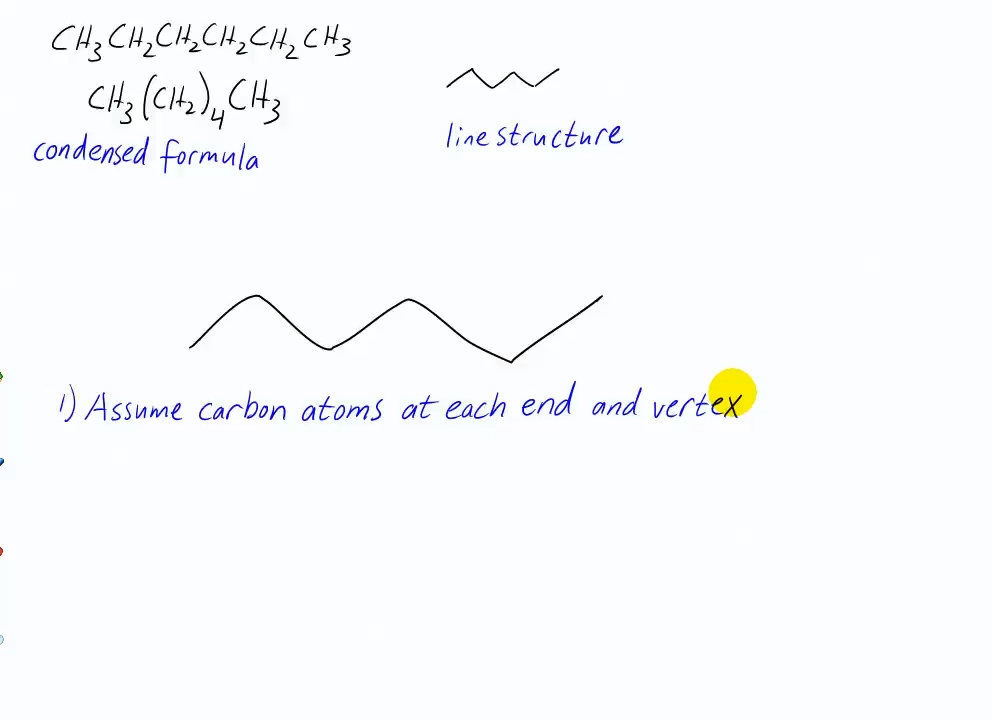 CH₃CH₂CH₂CH₂CH₂CH₃
CH₃(CH₂)₄CH₃
condensed formula
line structure
1) Assume carbon atoms at each end and vertex